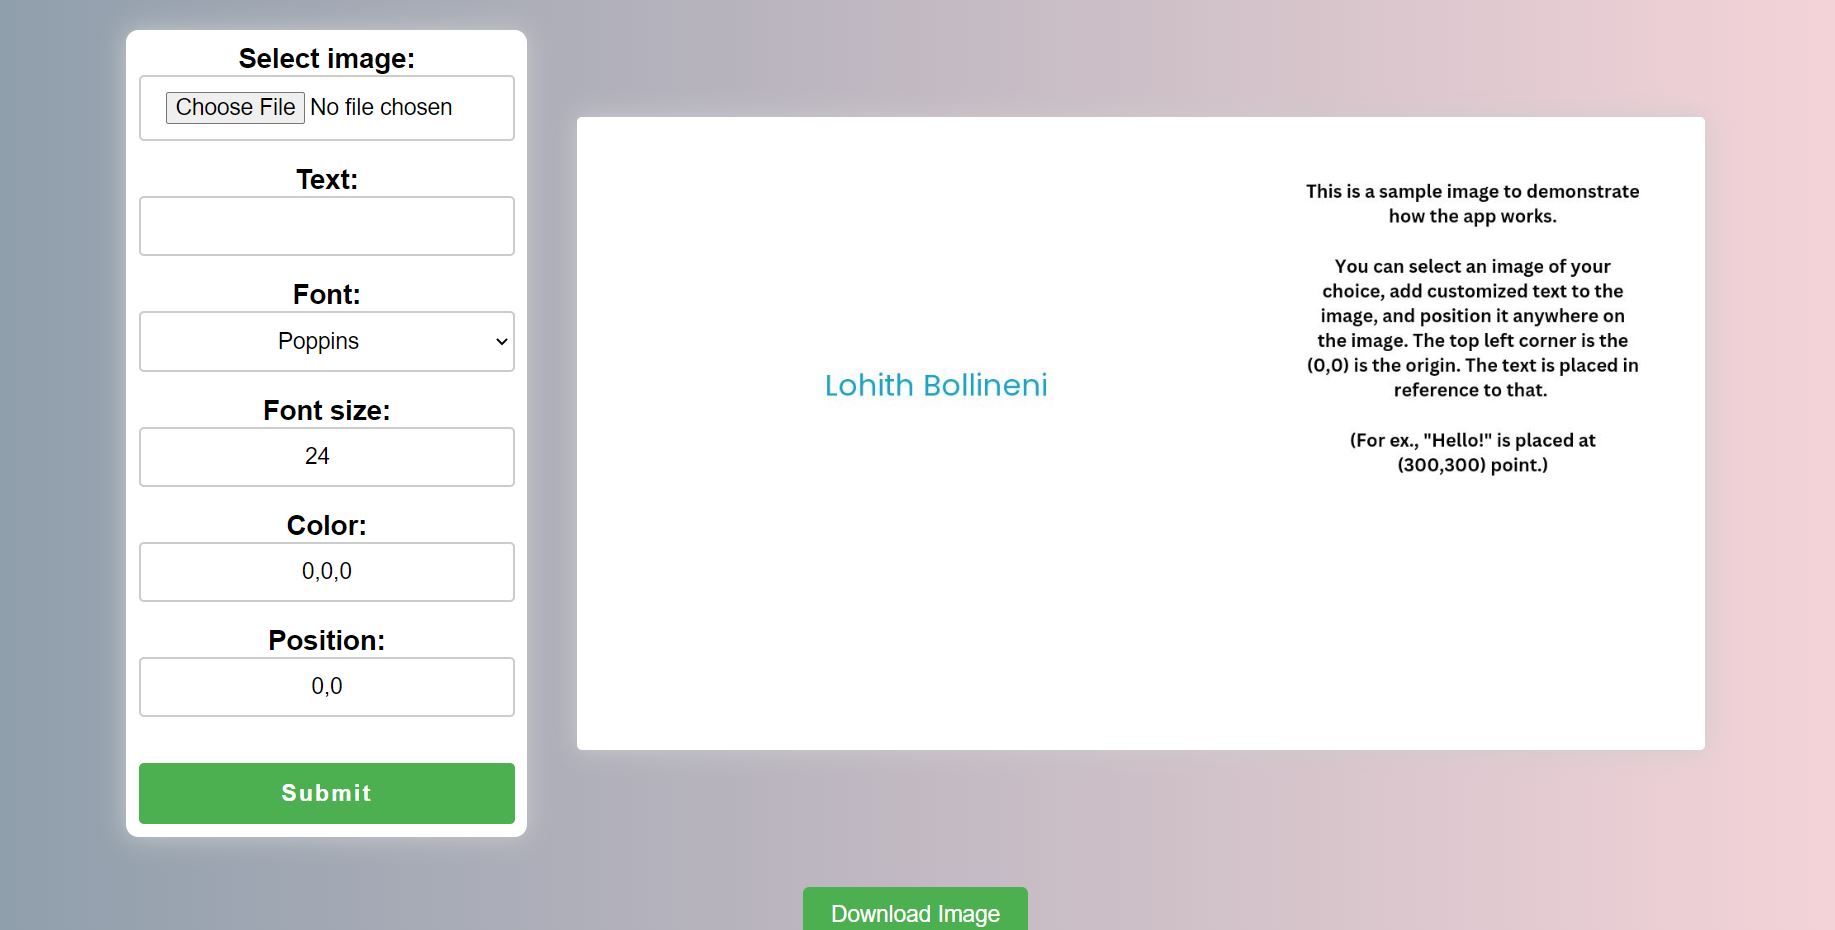 Select image:
Choose File No file chosen
Text:
Font:
Poppins
Font size:
24
Color:
0,0,0
Position:
0,0
Submit
Lohith Bollineni
This is a sample image to demonstrate
how the app works.
You can select an image of your
choice, add customized text to the
image, and position it anywhere on
the image. The top left corner is the
(0,0) is the origin. The text is placed in
reference to that.
(For ex., "Hello!" is placed at
(300,300) point.)
Download Image